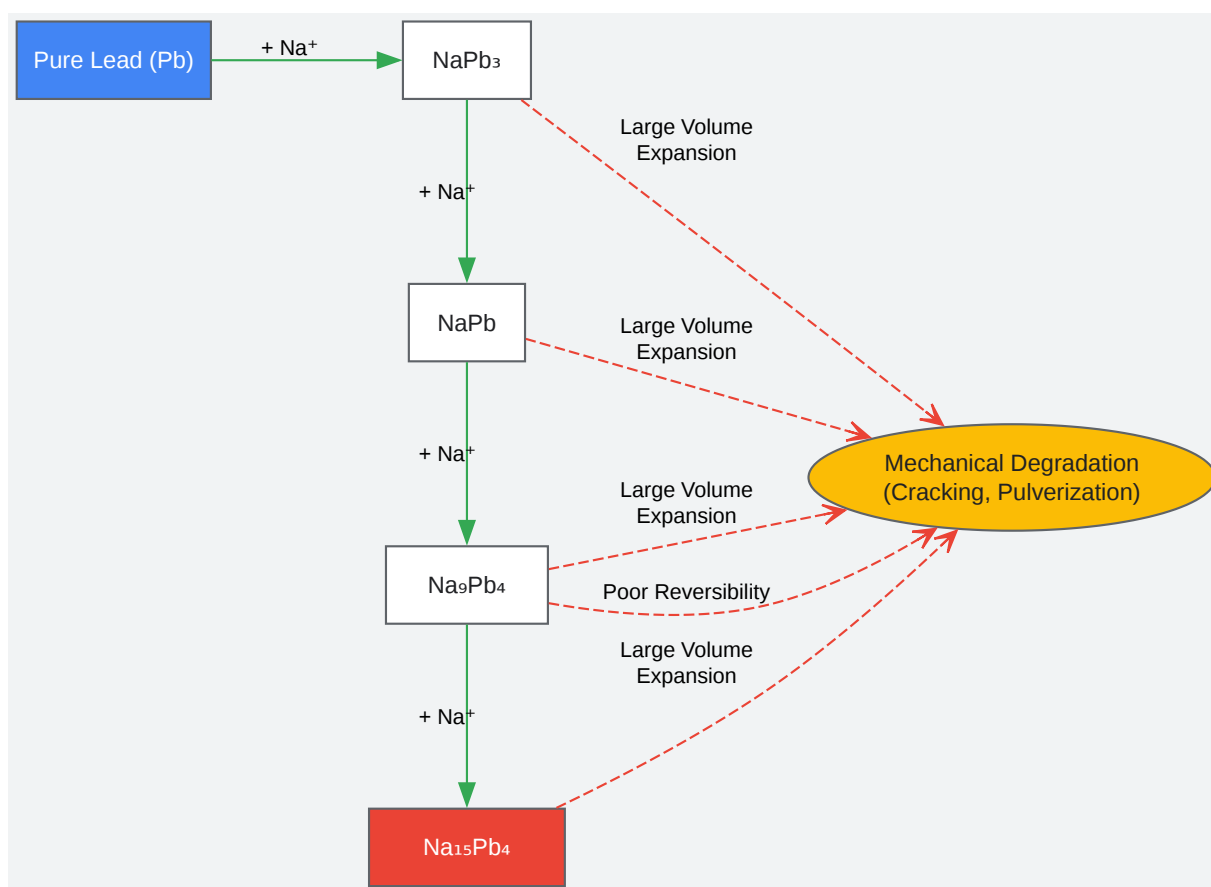 Pure Lead (Pb)
+ Na⁺
NaPb₃
Large Volume
Expansion
+ Na⁺
NaPb
Large Volume
Expansion
+ Na⁺
Mechanical Degradation
(Cracking, Pulverization)
Large Volume
Expansion
Na₉Pb₄
Poor Reversibility
Large Volume
Expansion
+ Na⁺
Na₁₅Pb₄